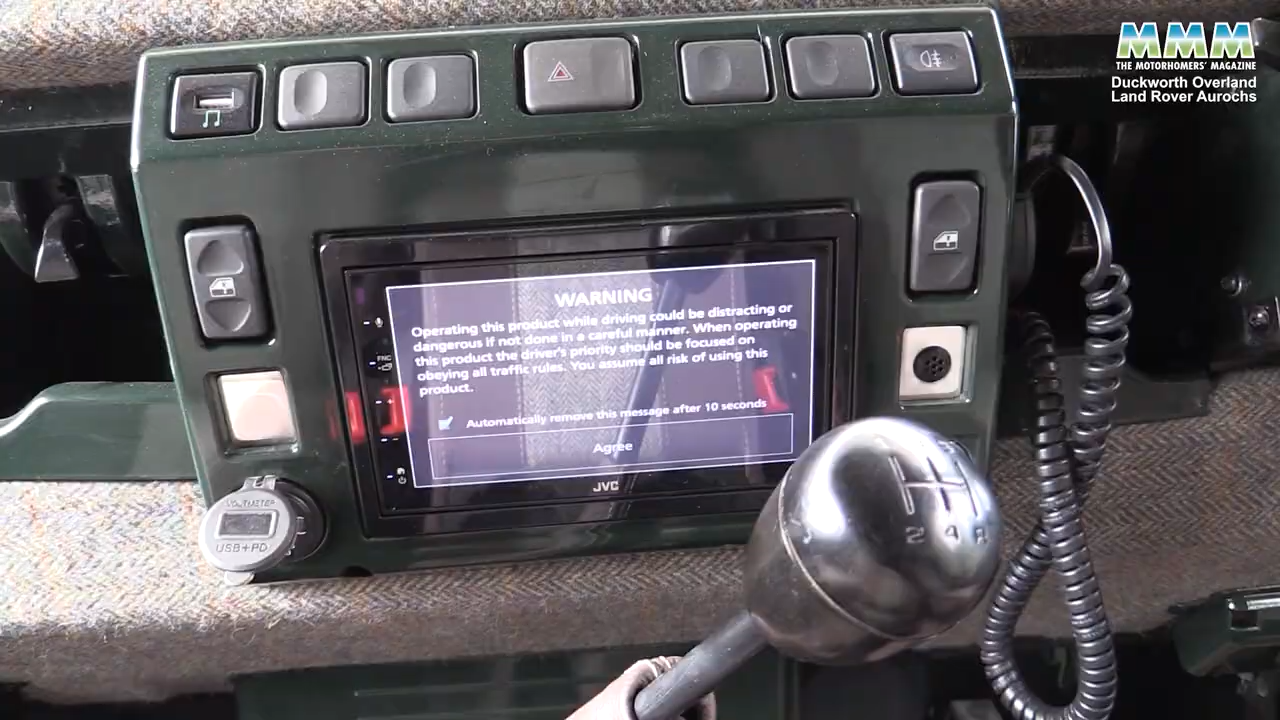 MMM
THE MOTORHOMERS' MAGAZINE
Duckworth Overland
Land Rover Aurochs
WARNING
Operating this product while driving could be distracting or
dangerous if not done in a careful manner. When operating
this product the driver's priority should be focused on
obeying all traffic rules. You assume all risk of using this
product.
Automatically remove this message after 10 seconds
Agree
JVC
FNC
VOLTMETER
USB+PD
2 4 R